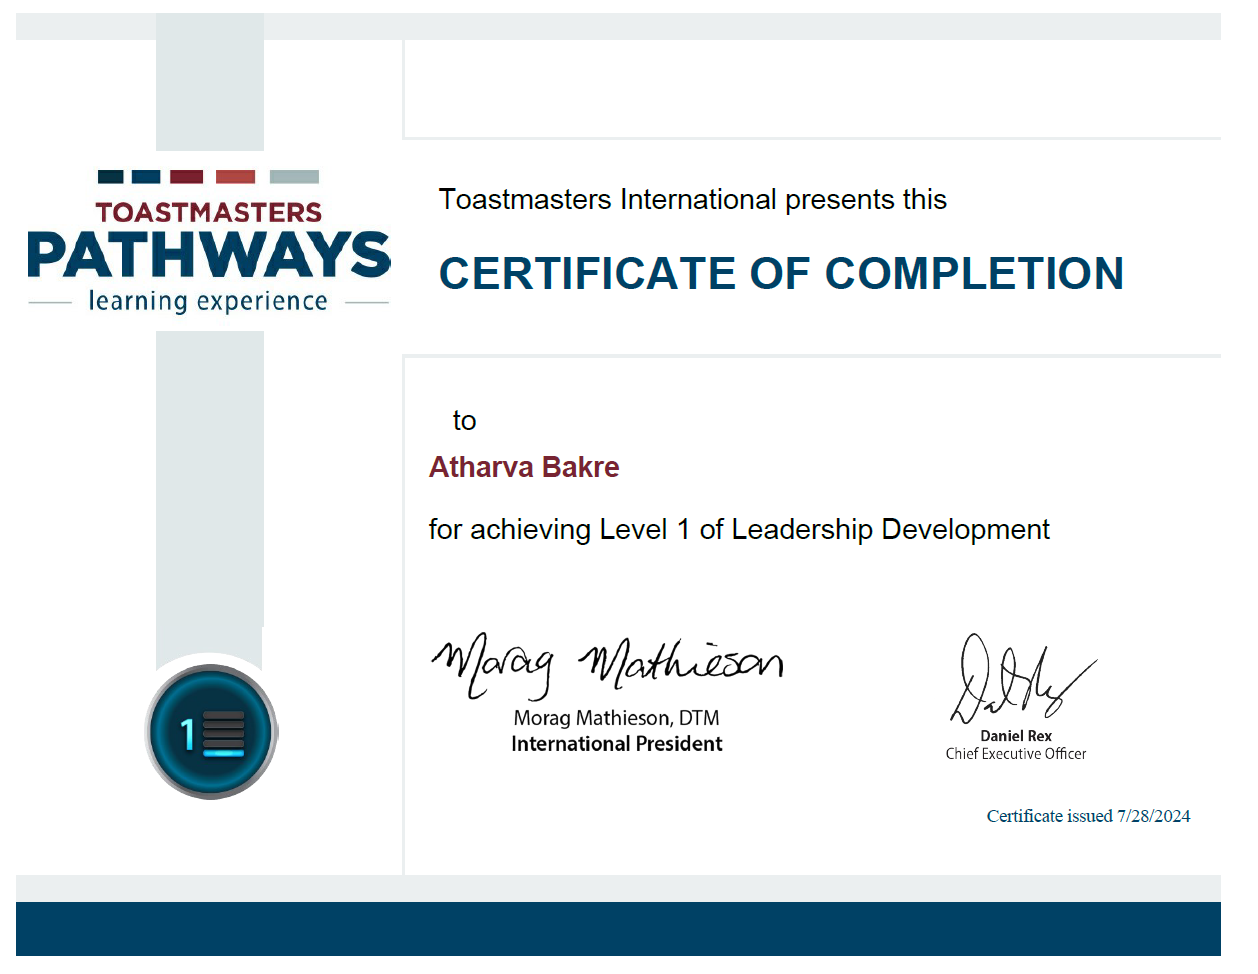 TOASTMASTERS
PATHWAYS
learning experience
Toastmasters International presents this
CERTIFICATE OF COMPLETION
to
Atharva Bakre
for achieving Level 1 of Leadership Development
Morag Mathieson
Morag Mathieson, DTM
International President
Daniel Rex
Chief Executive Officer
1
Certificate issued 7/28/2024